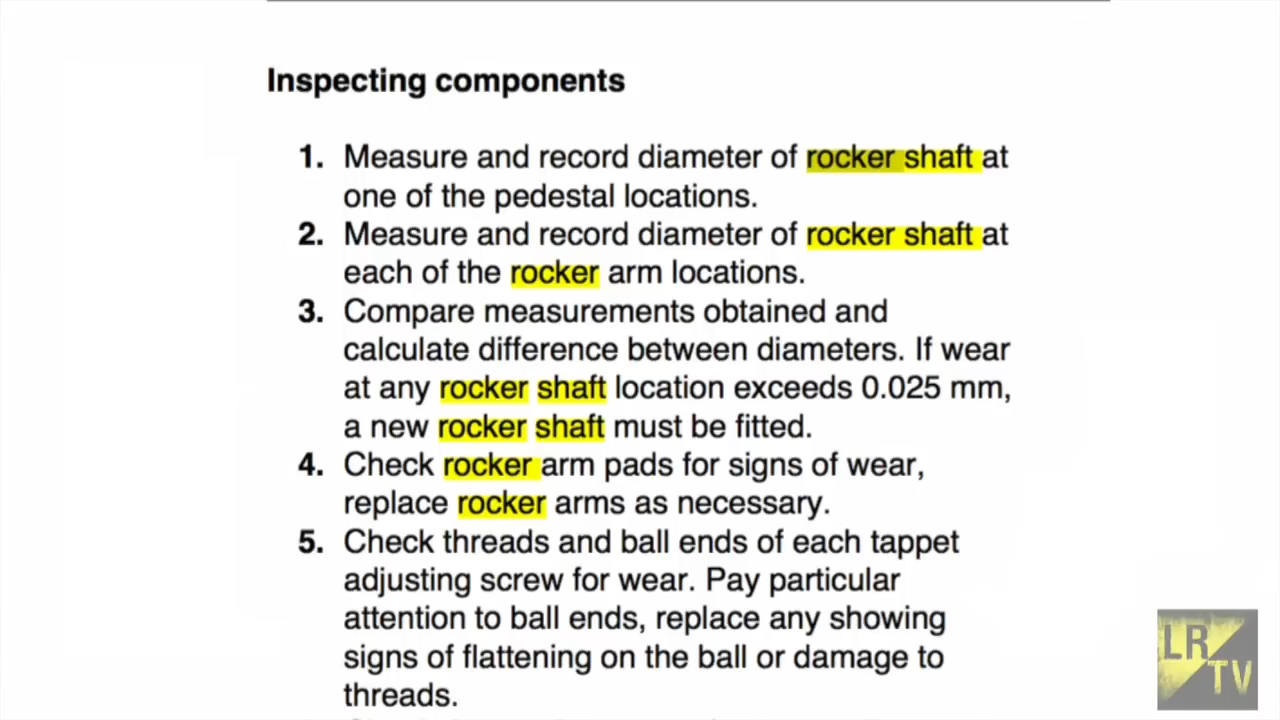 Inspecting components
1. Measure and record diameter of rocker shaft at
one of the pedestal locations.
2. Measure and record diameter of rocker shaft at
each of the rocker arm locations.
3. Compare measurements obtained and
calculate difference between diameters. If wear
at any rocker shaft location exceeds 0.025 mm,
a new rocker shaft must be fitted.
4. Check rocker arm pads for signs of wear,
replace rocker arms as necessary.
5. Check threads and ball ends of each tappet
adjusting screw for wear. Pay particular
attention to ball ends, replace any showing
signs of flattening on the ball or damage to
threads.
LR
TV